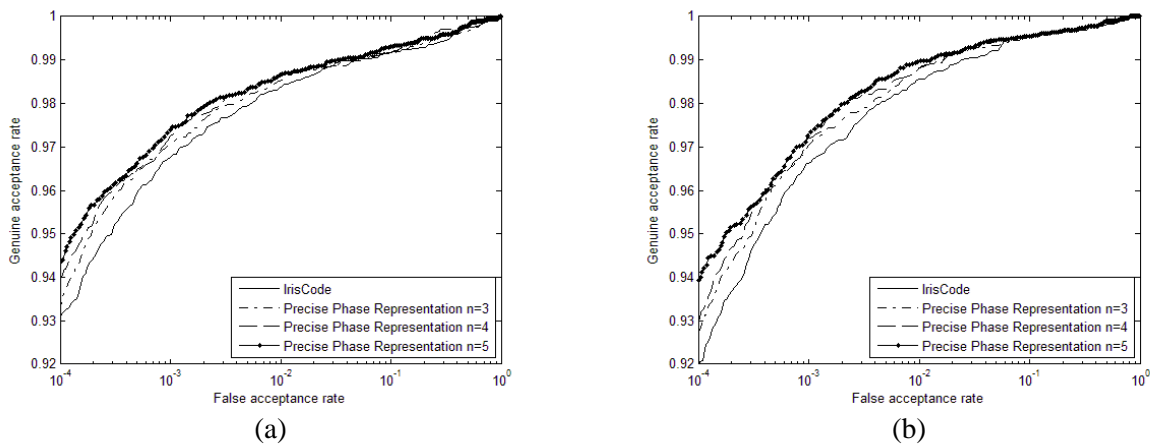 1
0.99
0.98
0.97
0.96
0.95
0.94
0.93
0.92
Genuine acceptance rate
IrisCode
Precise Phase Representation n=3
Precise Phase Representation n=4
Precise Phase Representation n=5
10^-4 10^-3 10^-2 10^-1 10^0
False acceptance rate
(a)
1
0.99
0.98
0.97
0.96
0.95
0.94
0.93
0.92
Genuine acceptance rate
IrisCode
Precise Phase Representation n=3
Precise Phase Representation n=4
Precise Phase Representation n=5
10^-4 10^-3 10^-2 10^-1 10^0
False acceptance rate
(b)